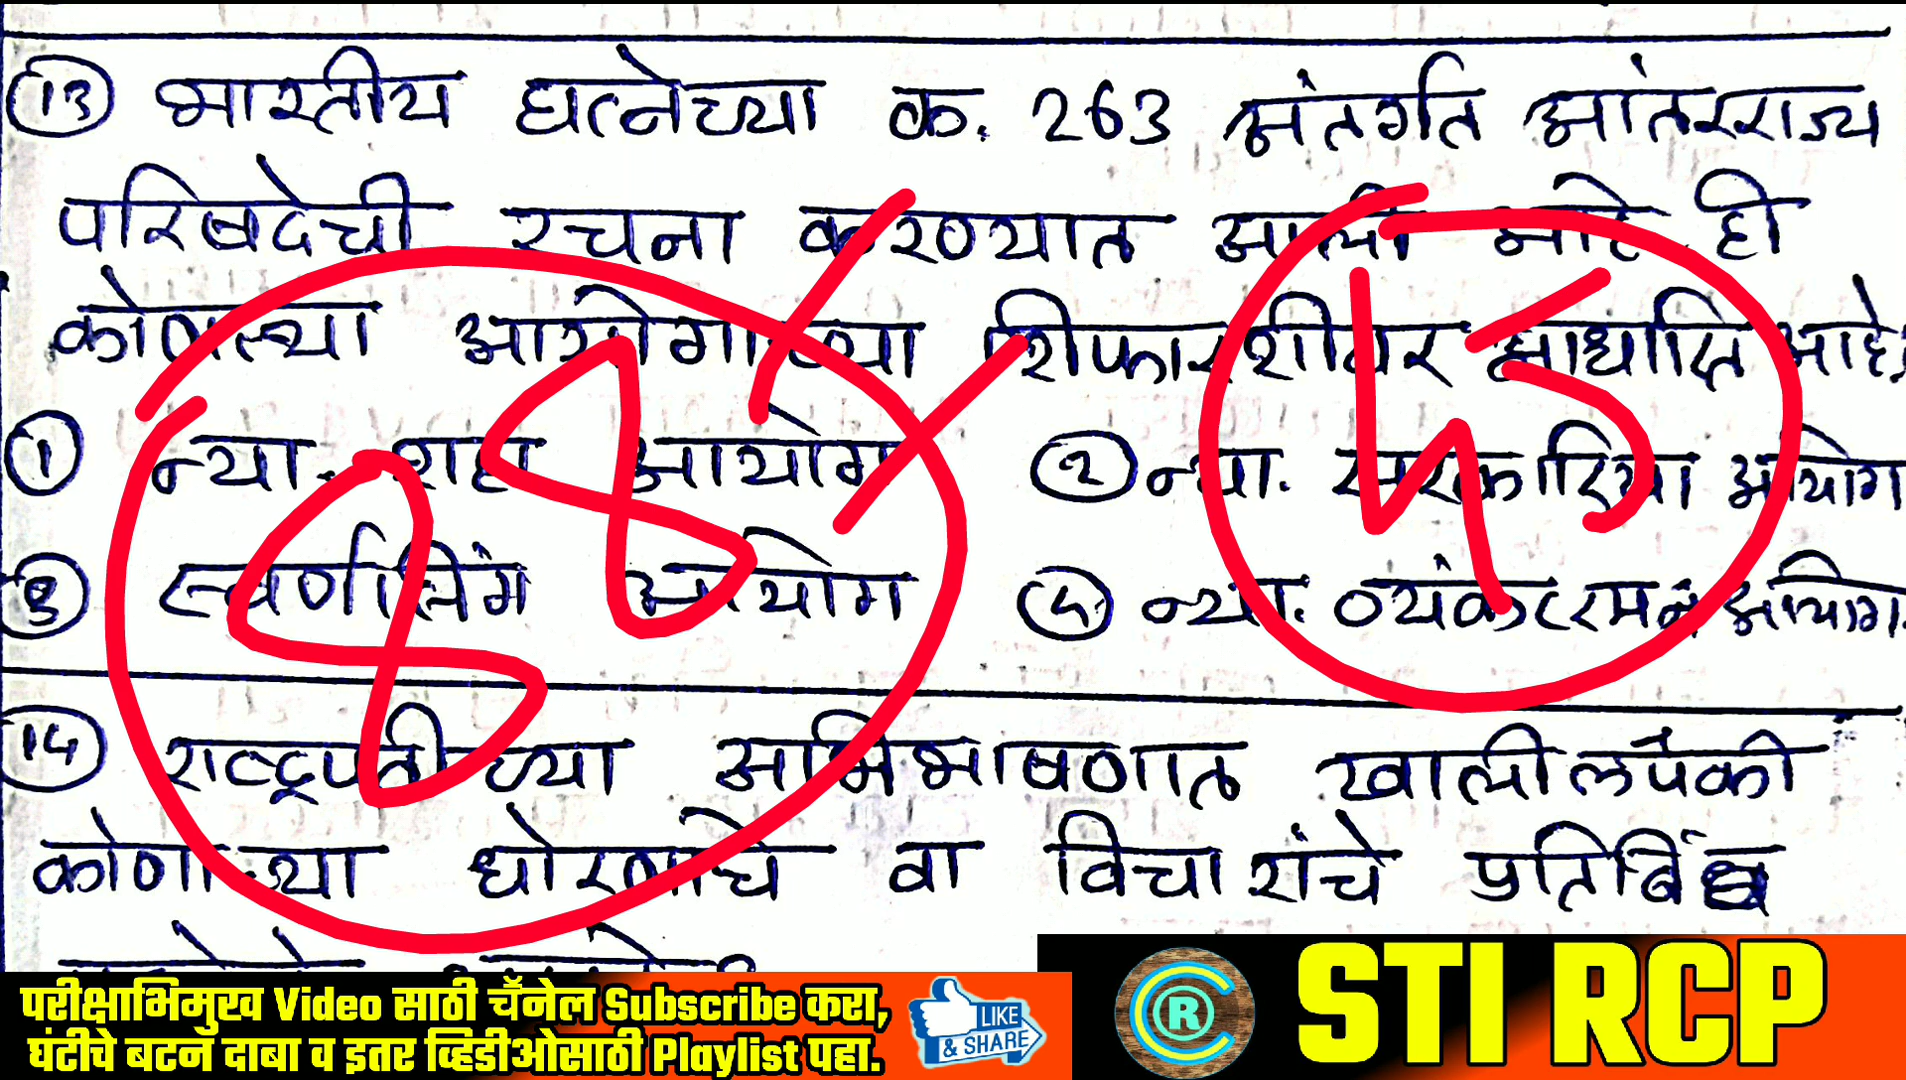 13 भारतीय घटनेच्या क. 263 अंतर्गत आंतरराज्य
परिषदेची रचना करण्यात आली आहे ही
कोणत्या आयोगाच्या शिफारशीवर आधारित आहे
1 न्या. शहा आयोग 2 न्या. सरकारिया आयोग
3 स्वर्णसिंग आयोग 4 न्या. व्यंकटरमन आयोग
14 राष्ट्रपतीच्या अभिभाषणात खालीलपैकी
कोणाच्या धोरणाचे वा विचारांचे प्रतिबिंब
परीक्षाभिमुख Video साठी चॅनेल Subscribe करा,
घंटीचे बटन दाबा व इतर व्हिडीओसाठी Playlist पहा.
LIKE
& SHARE
C R
STI RCP